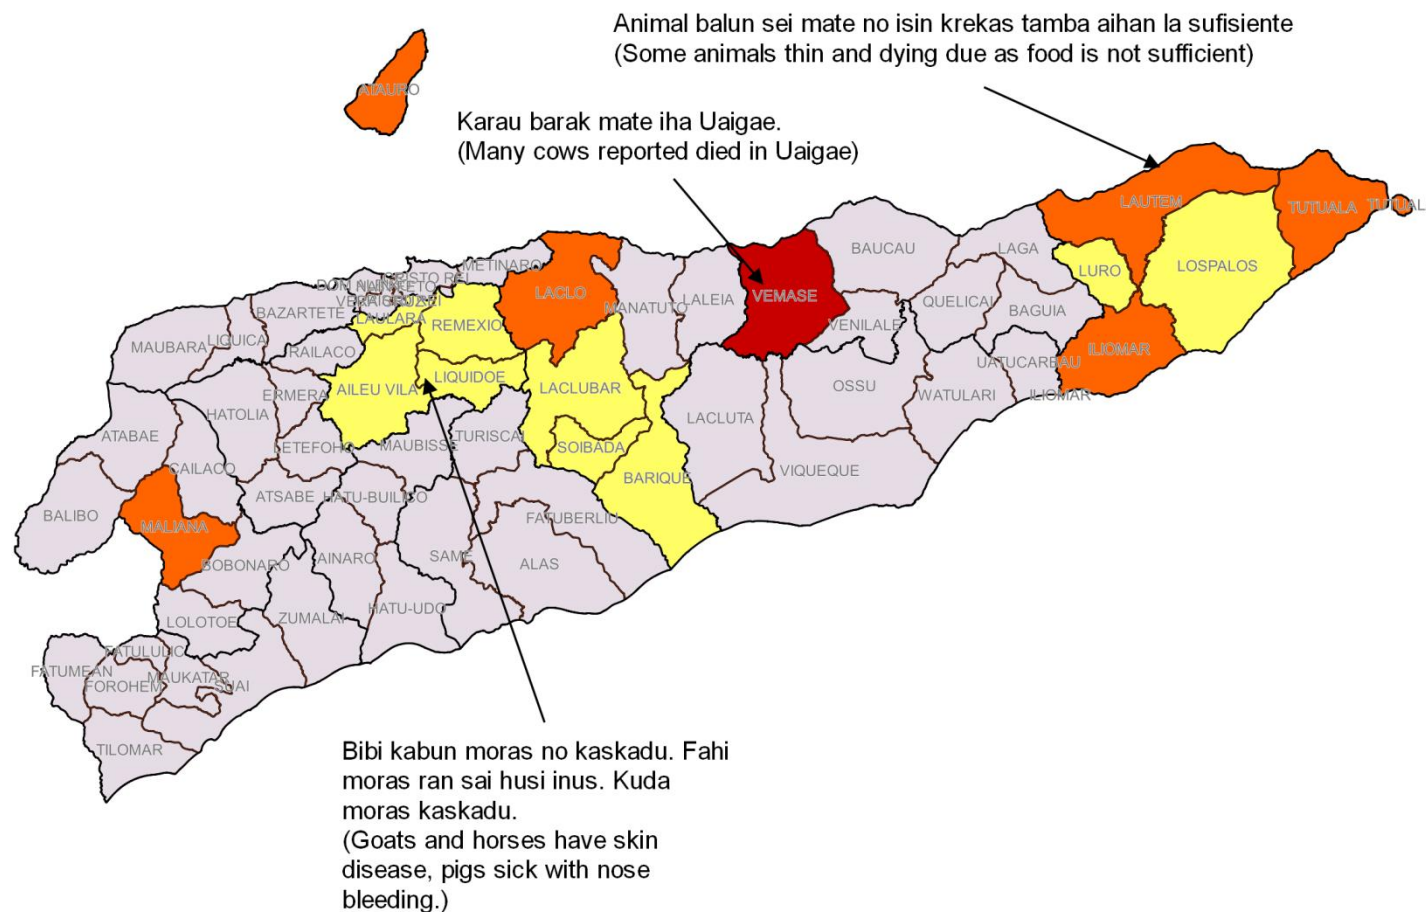 Animal balun sei mate no isin krekas tamba aihan la sufisiente
(Some animals thin and dying due as food is not sufficient)
Karau barak mate iha Uaigae.
(Many cows reported died in Uaigae)
ATAURO
LAUTEM
TUTUALA
TUTUAL
BAUCAU
LAGA
LURO
LOSPALOS
METINARO
CRISTO REI
LACLO
MANATUTO
LALEIA
VEMASE
VENILALE
QUELICAI
BAGUIA
BAZARTETE
LAULARA
REMEXIO
MAUBARA
LIQUICA
RAILACO
AILEU VILA
LIQUIDOE
LACLUBAR
OSSU
UATUCARBAU
ILIOMAR
WATULARI
ILIOMAR
ERMERA
HATOLIA
ATABAE
LETEFOHO
MAUBISSE
TURISCAI
SOIBADA
LACLUTA
CAILACO
BARIQUE
VIQUEQUE
BALIBO
MALIANA
ATSABE
HATU-BUILICO
FATUBERLIU
BOBONARO
AINARO
SAME
ALAS
LOLOTOE
ZUMALAI
HATU-UDO
FATULULIC
FATUMEAN
FOROHEM
MAUKATAR
SUAI
TILOMAR
Bibi kabun moras no kaskadu. Fahi
moras ran sai husi inus. Kuda
moras kaskadu.
(Goats and horses have skin
disease, pigs sick with nose
bleeding.)